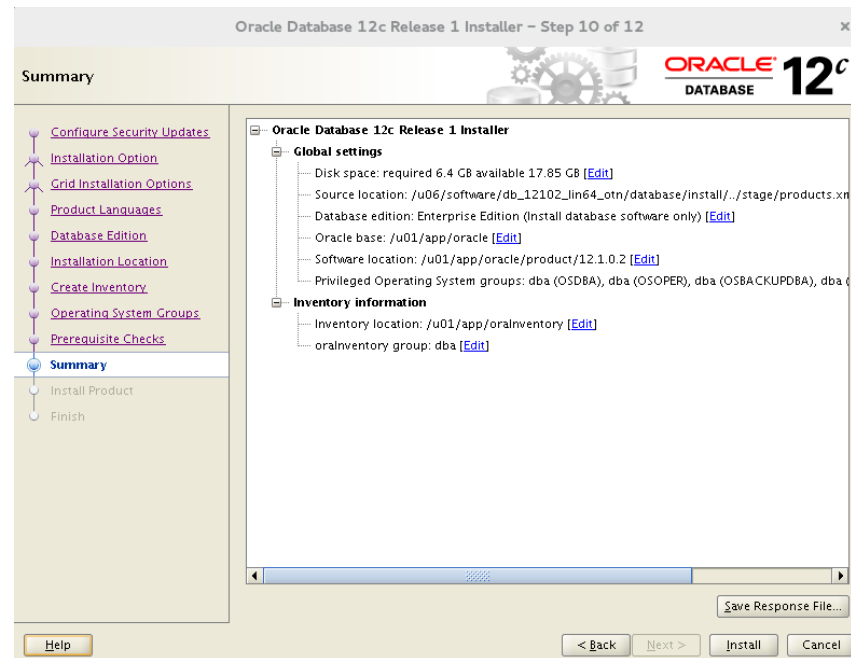 Oracle Database 12c Release 1 Installer – Step 10 of 12
Summary
ORACLE
DATABASE
12c
Configure Security Updates
Installation Option
Grid Installation Options
Product Languages
Database Edition
Installation Location
Create Inventory
Operating System Groups
Prerequisite Checks
Summary
Install Product
Finish
Oracle Database 12c Release 1 Installer
Global settings
Disk space: required 6.4 GB available 17.85 GB [Edit]
Source location: /u06/software/db_12102_lin64_otn/database/install/../stage/products.xm
Database edition: Enterprise Edition (Install database software only) [Edit]
Oracle base: /u01/app/oracle [Edit]
Software location: /u01/app/oracle/product/12.1.0.2 [Edit]
Privileged Operating System groups: dba (OSDBA), dba (OSOPER), dba (OSBACKUPDBA), dba (
Inventory information
Inventory location: /u01/app/oraInventory [Edit]
oraInventory group: dba [Edit]
Save Response File...
Help
< Back
Next >
Install
Cancel